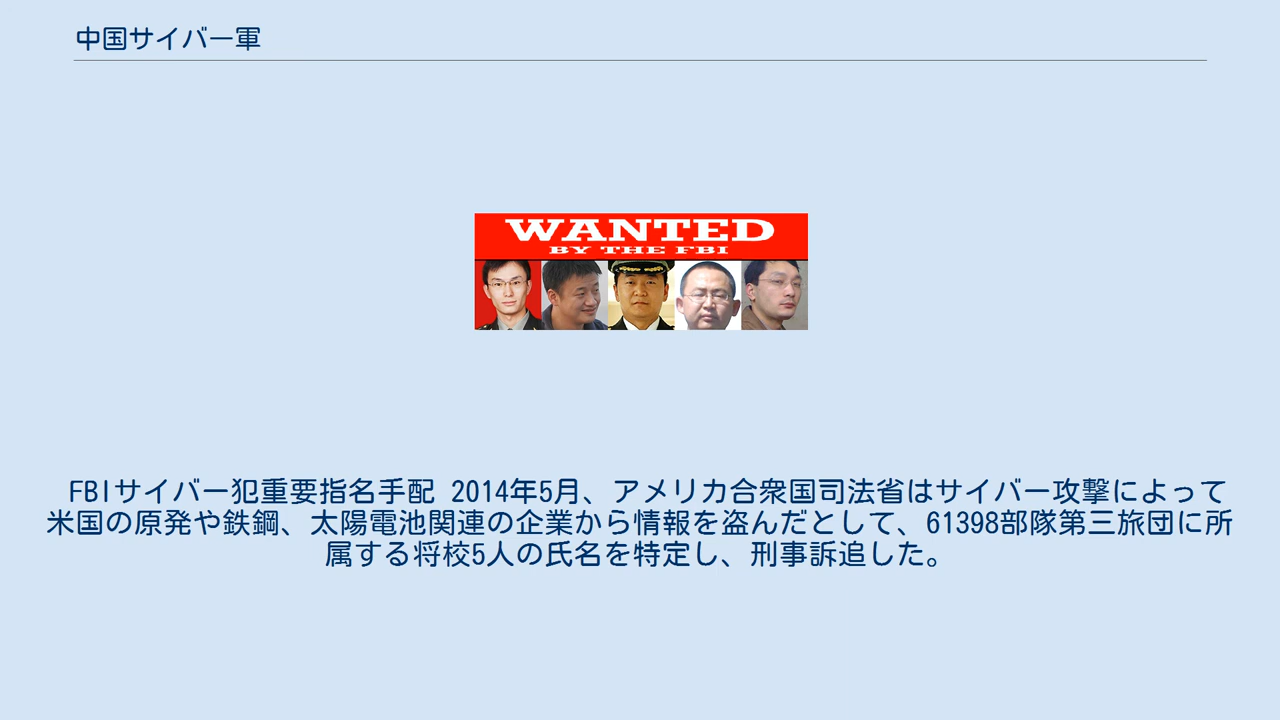 中国サイバー軍
WANTED
BY THE FBI
FBIサイバー犯重要指名手配 2014年5月、アメリカ合衆国司法省はサイバー攻撃によって
米国の原発や鉄鋼、太陽電池関連の企業から情報を盗んだとして、61398部隊第三旅団に所
属する将校5人の氏名を特定し、刑事訴追した。